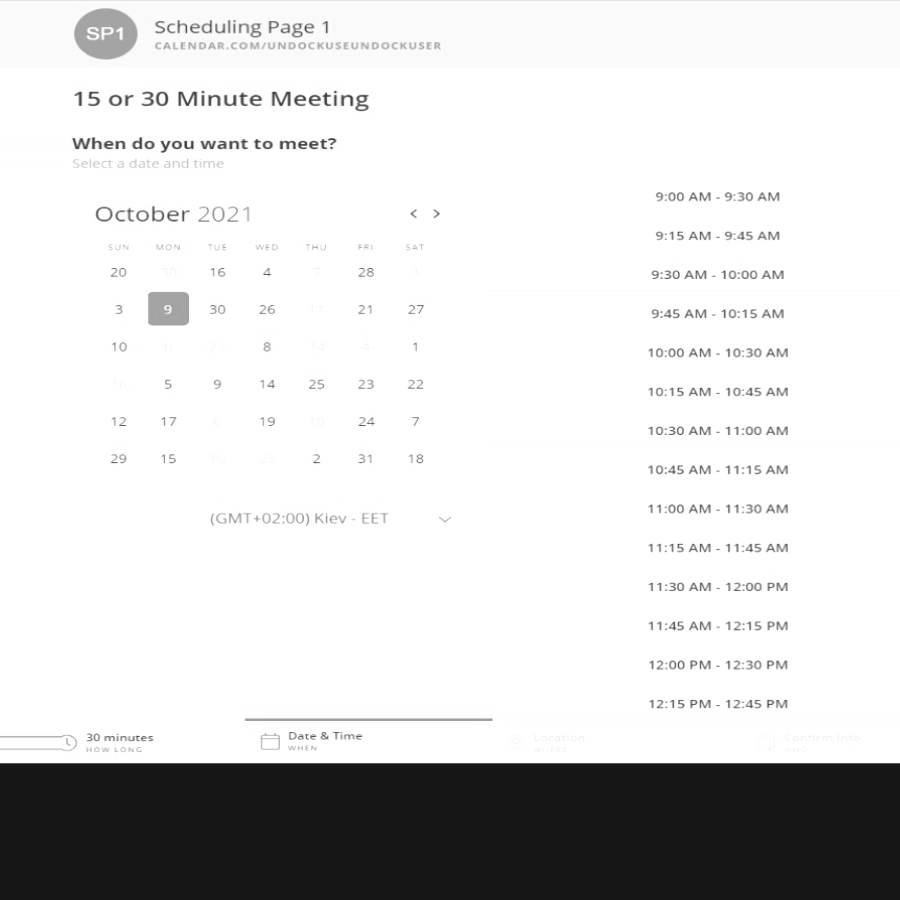 SP1
Scheduling Page 1
CALENDAR.COM/UNDOCKUSEUNDOCKUSER
15 or 30 Minute Meeting
When do you want to meet?
Select a date and time
October 2021
< >
SUN MON TUE WED THU FRI SAT
20 30 16 4 7 28 1
3 9 30 26 11 21 27
10 6 8 14 4 1
16 5 9 14 25 23 22
12 17 6 19 10 24 7
29 15 2 31 18
(GMT+02:00) Kiev - EET
9:00 AM - 9:30 AM
9:15 AM - 9:45 AM
9:30 AM - 10:00 AM
9:45 AM - 10:15 AM
10:00 AM - 10:30 AM
10:15 AM - 10:45 AM
10:30 AM - 11:00 AM
10:45 AM - 11:15 AM
11:00 AM - 11:30 AM
11:15 AM - 11:45 AM
11:30 AM - 12:00 PM
11:45 AM - 12:15 PM
12:00 PM - 12:30 PM
12:15 PM - 12:45 PM
30 minutes
HOW LONG
Date & Time
WHEN
Location
WHERE
Confirm Info
WHO